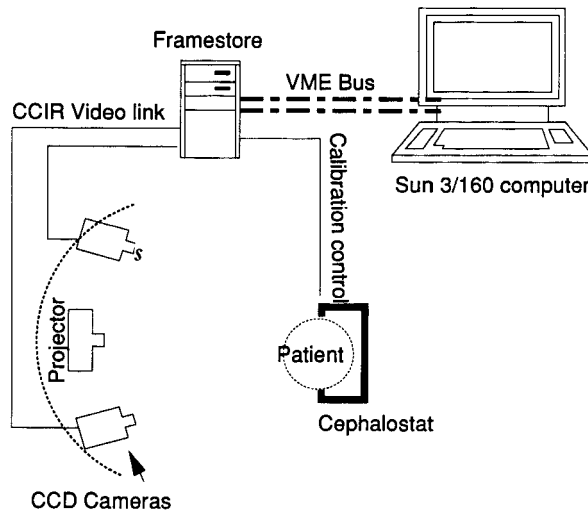 Framestore
VME Bus
CCIR Video link
Sun 3/160 computer
Calibration control
s
Projector
Patient
Cephalostat
CCD Cameras